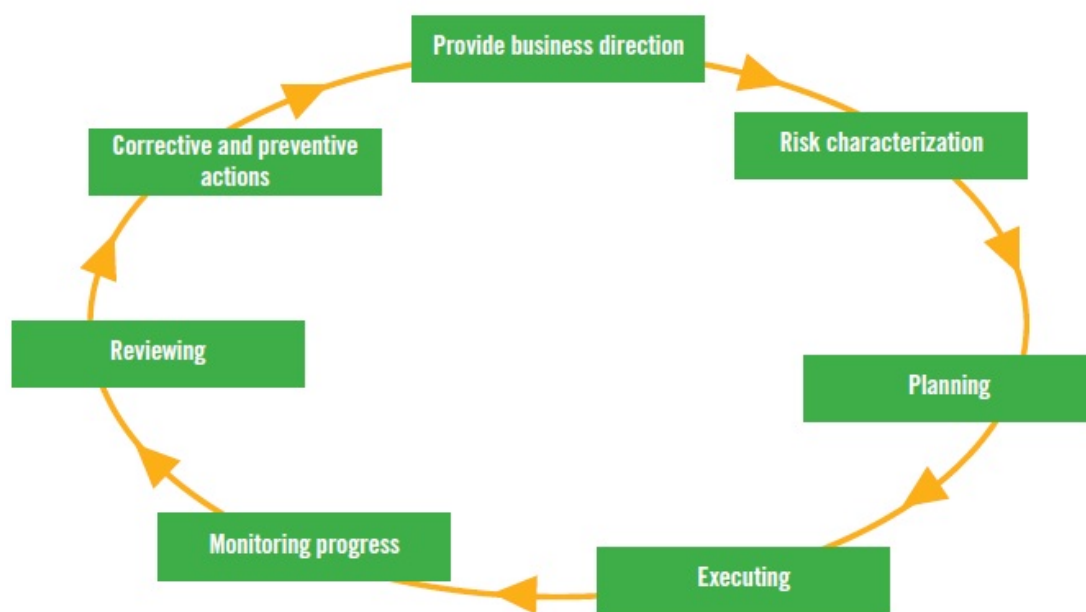 Provide business direction
Risk characterization
Planning
Executing
Monitoring progress
Reviewing
Corrective and preventive
actions